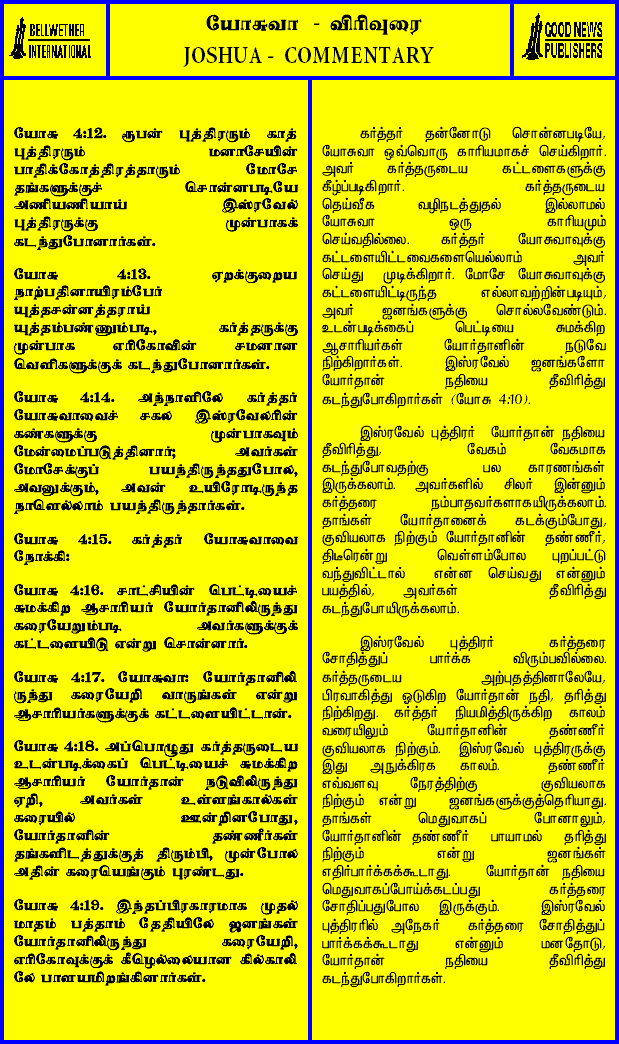 BELLWETHER
INTERNATIONAL
யோசுவா - விரிவுரை
JOSHUA - COMMENTARY
GOOD NEWS
PUBLISHERS
யோசு 4:12. ரூபன் புத்திரரும் காத்
புத்திரரும் மனாசேயின்
பாதிக்கோத்திரத்தாரும் மோசே
தங்களுக்குச் சொன்னபடியே
அணியணியாய் இஸ்ரவேல்
புத்திரருக்கு முன்பாகக்
கடந்துபோனார்கள்.
யோசு 4:13. ஏறக்குறைய
நாற்பதினாயிரம்பேர்
யுத்தசன்னத்தராய்
யுத்தம்பண்ணும்படி, கர்த்தருக்கு
முன்பாக எரிகோவின் சமனான
வெளிகளுக்குக் கடந்துபோனார்கள்.
யோசு 4:14. அந்நாளிலே கர்த்தர்
யோசுவாவைச் சகல இஸ்ரவேலரின்
கண்களுக்கு முன்பாகவும்
மேன்மைப்படுத்தினார்; அவர்கள்
மோசேக்குப் பயந்திருந்ததுபோல,
அவனுக்கும், அவன் உயிரோடிருந்த
நாளெல்லாம் பயந்திருந்தார்கள்.
யோசு 4:15. கர்த்தர் யோசுவாவை
நோக்கி:
யோசு 4:16. சாட்சியின் பெட்டியைச்
சுமக்கிற ஆசாரியர் யோர்தானிலிருந்து
கரையேறும்படி அவர்களுக்குக்
கட்டளையிடு என்று சொன்னார்.
யோசு 4:17. யோசுவா: யோர்தானிலி
ருந்து கரையேறி வாருங்கள் என்று
ஆசாரியர்களுக்குக் கட்டளையிட்டான்.
யோசு 4:18. அப்பொழுது கர்த்தருடைய
உடன்படிக்கைப் பெட்டியைச் சுமக்கிற
ஆசாரியர் யோர்தான் நடுவிலிருந்து
ஏறி, அவர்கள் உள்ளங்கால்கள்
கரையில் ஊன்றினபோது,
யோர்தானின் தண்ணீர்கள்
தங்களிடத்துக்குத் திரும்பி, முன்போல
அதின் கரையெங்கும் புரண்டது.
யோசு 4:19. இந்தப்பிரகாரமாக முதல்
மாதம் பத்தாம் தேதியிலே ஜனங்கள்
யோர்தானிலிருந்து கரையேறி,
எரிகோவுக்குக் கீழெல்லையான கில்காலி
லே பாளயமிறங்கினார்கள்.
கர்த்தர் தன்னோடு சொன்னபடியே,
யோசுவா ஒவ்வொரு காரியமாகச் செய்கிறார்.
அவர் கர்த்தருடைய கட்டளைகளுக்கு
கீழ்ப்படிகிறார். கர்த்தருடைய
தெய்வீக வழிநடத்துதல் இல்லாமல்
யோசுவா ஒரு காரியமும்
செய்வதில்லை. கர்த்தர் யோசுவாவுக்கு
கட்டளையிட்டவைகளையெல்லாம் அவர்
செய்து முடிக்கிறார். மோசே யோசுவாவுக்கு
கட்டளையிட்டிருந்த எல்லாவற்றின்படியும்,
அவர் ஜனங்களுக்கு சொல்லவேண்டும்.
உடன்படிக்கைப் பெட்டியை சுமக்கிற
ஆசாரியர்கள் யோர்தானின் நடுவே
நிற்கிறார்கள். இஸ்ரவேல் ஜனங்களோ
யோர்தான் நதியை தீவிரித்து
கடந்துபோகிறார்கள் (யோசு 4:10).
இஸ்ரவேல் புத்திரர் யோர்தான் நதியை
தீவிரித்து, வேகம் வேகமாக
கடந்துபோவதற்கு பல காரணங்கள்
இருக்கலாம். அவர்களில் சிலர் இன்னும்
கர்த்தரை நம்பாதவர்களாகயிருக்கலாம்.
தாங்கள் யோர்தானைக் கடக்கும்போது,
குவியலாக நிற்கும் யோர்தானின் தண்ணீர்,
திடீரென்று வெள்ளம்போல புறப்பட்டு
வந்துவிட்டால் என்ன செய்வது என்னும்
பயத்தில், அவர்கள் தீவிரித்து
கடந்துபோயிருக்கலாம்.
இஸ்ரவேல் புத்திரர் கர்த்தரை
சோதித்துப் பார்க்க விரும்பவில்லை.
கர்த்தருடைய அற்புதத்தினாலேயே,
பிரவாகித்து ஓடுகிற யோர்தான் நதி, தரித்து
நிற்கிறது. கர்த்தர் நியமித்திருக்கிற காலம்
வரையிலும் யோர்தானின் தண்ணீர்
குவியலாக நிற்கும். இஸ்ரவேல் புத்திரருக்கு
இது அநுக்கிரக காலம். தண்ணீர்
எவ்வளவு நேரத்திற்கு குவியலாக
நிற்கும் என்று ஜனங்களுக்குத்தெரியாது.
தாங்கள் மெதுவாகப் போனாலும்,
யோர்தானின் தண்ணீர் பாயாமல் தரித்து
நிற்கும் என்று ஜனங்கள்
எதிர்பார்க்கக்கூடாது. யோர்தான் நதியை
மெதுவாகப்போய்க்கடப்பது கர்த்தரை
சோதிப்பதுபோல இருக்கும். இஸ்ரவேல்
புத்திரரில் அநேகர் கர்த்தரை சோதித்துப்
பார்க்கக்கூடாது என்னும் மனதோடு,
யோர்தான் நதியை தீவிரித்து
கடந்துபோகிறார்கள்.